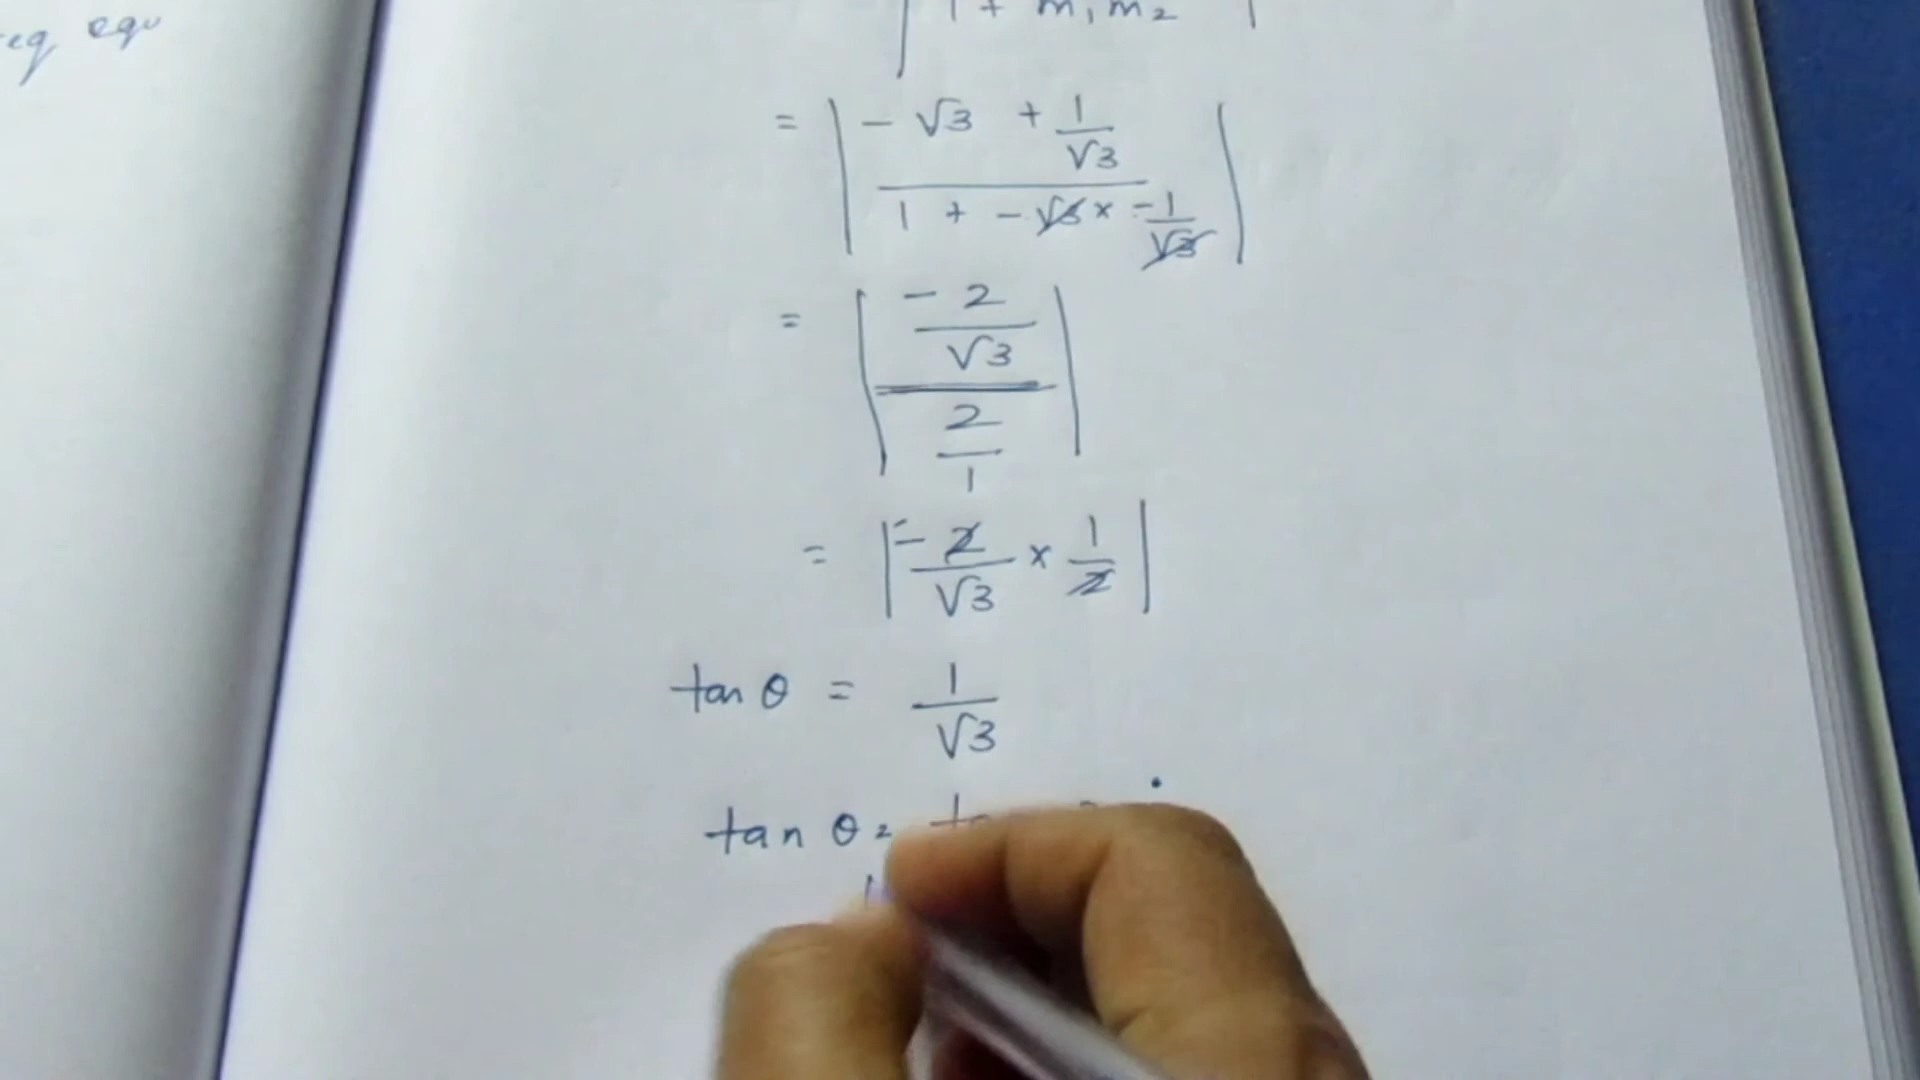 eq equ
1 + m₁m₂
= | -√3 + 1/√3 / 1 + -√3 × -1/√3 |
= | -2/√3 / 2/1 |
= | -2/√3 × 1/2 |
tan θ = 1/√3
tan θ =